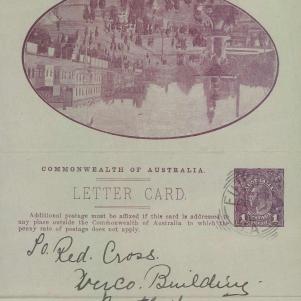 COMMONWEALTH OF AUSTRALIA.
LETTER CARD.
Additional postage must be affixed if this card is addressed to
any place outside the Commonwealth of Australia to which the
penny rate of postage does not apply.
To. Red. Cross.
Wyco. Building.